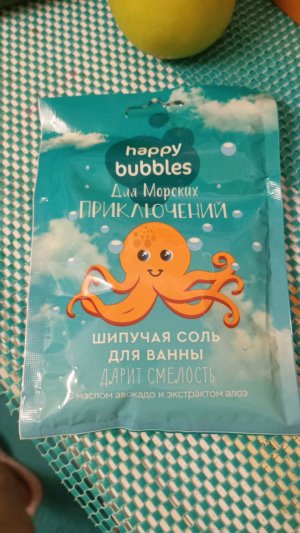 happy
bubbles
Для Морских
ПРИКЛЮЧЕНИЙ
ШИПУЧАЯ СОЛЬ
ДЛЯ ВАННЫ
ДАРИТ СМЕЛОСТЬ
С маслом авокадо и экстрактом алоэ